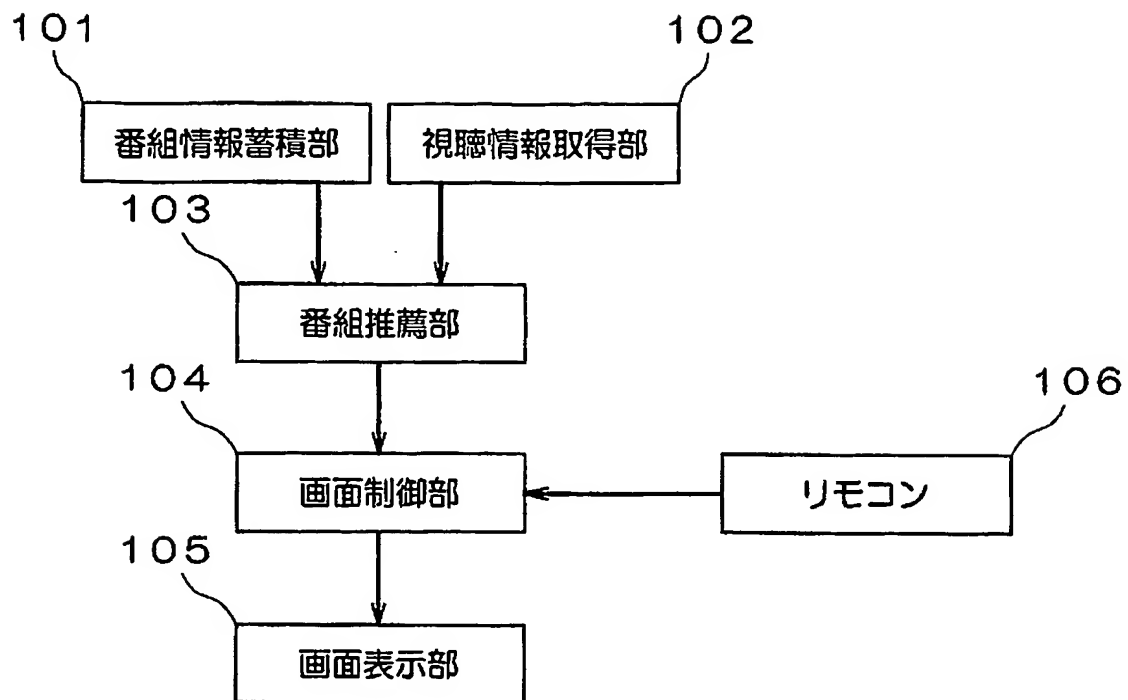 101
102
番組情報蓄積部
視聴情報取得部
103
番組推薦部
104
106
画面制御部
リモコン
105
画面表示部